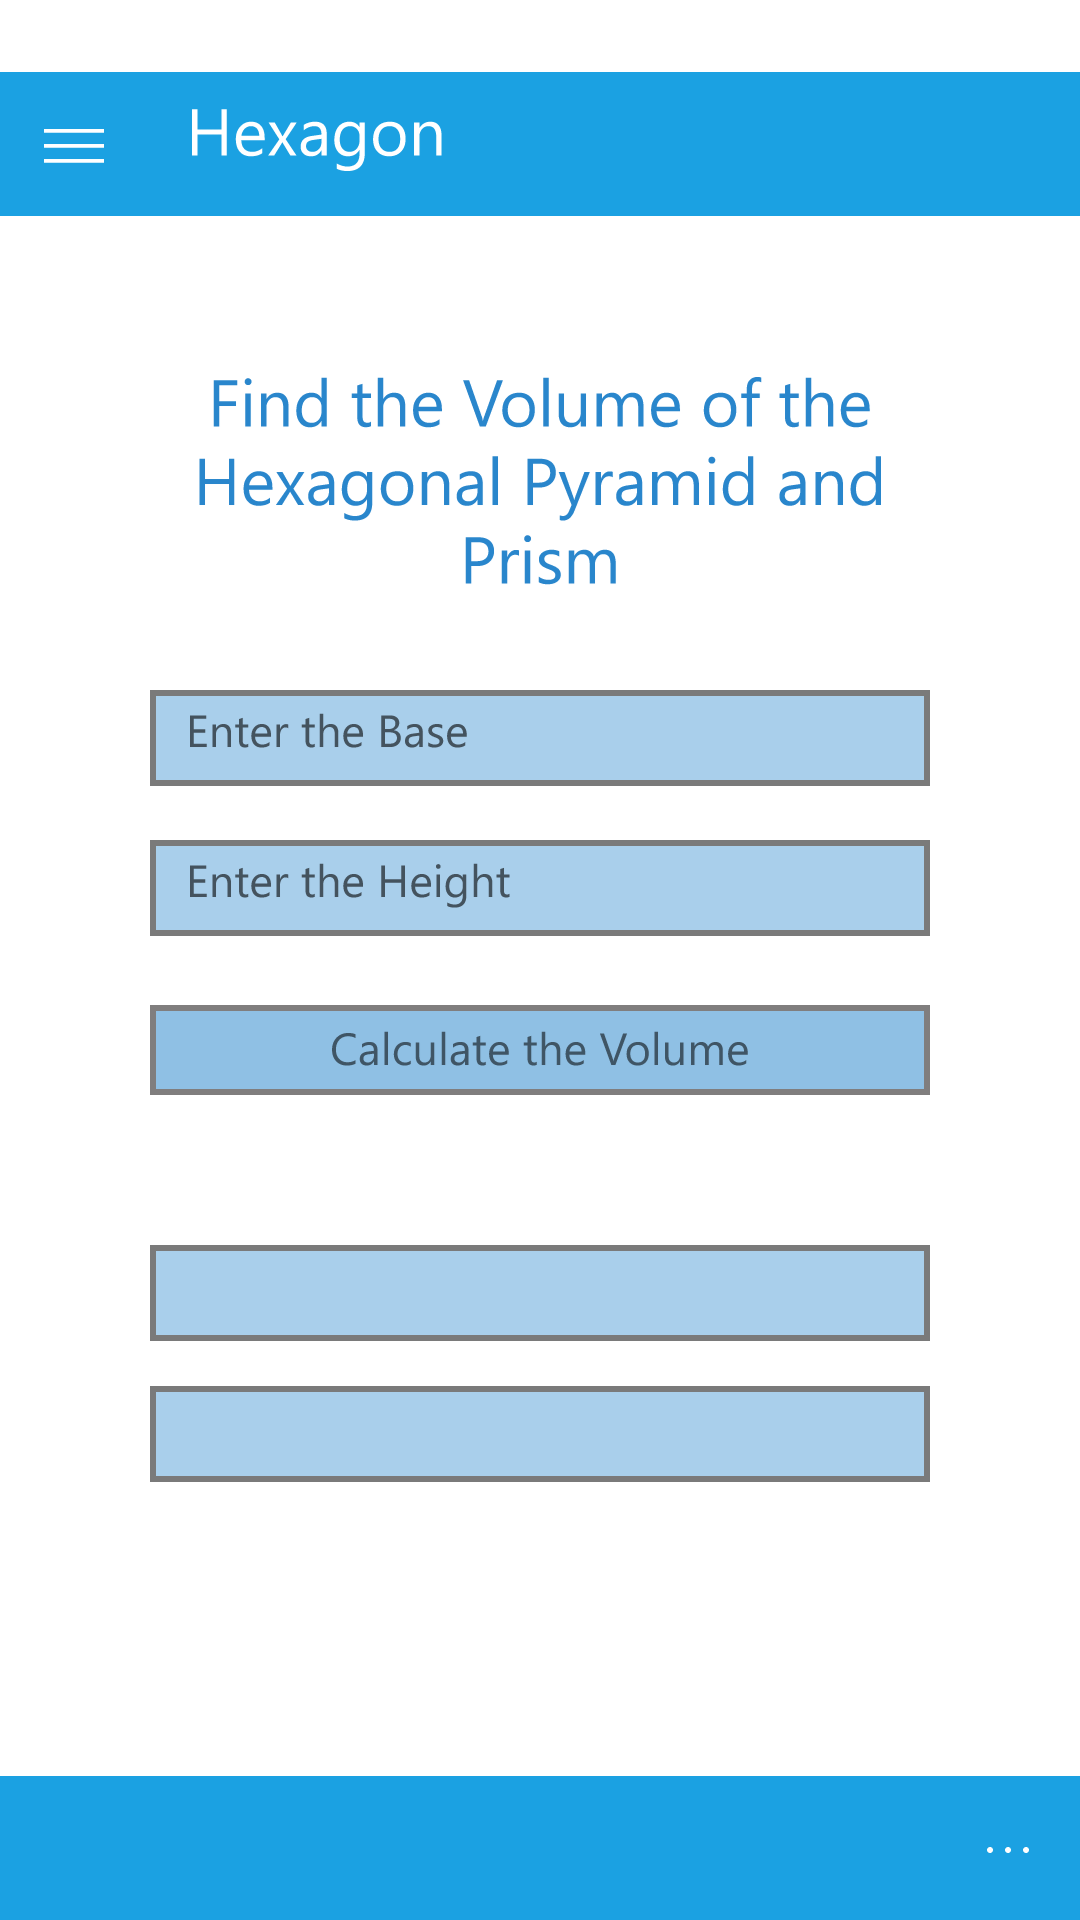 Hexagon
Find the Volume of the
Hexagonal Pyramid and
Prism
Enter the Base
Enter the Height
Calculate the Volume